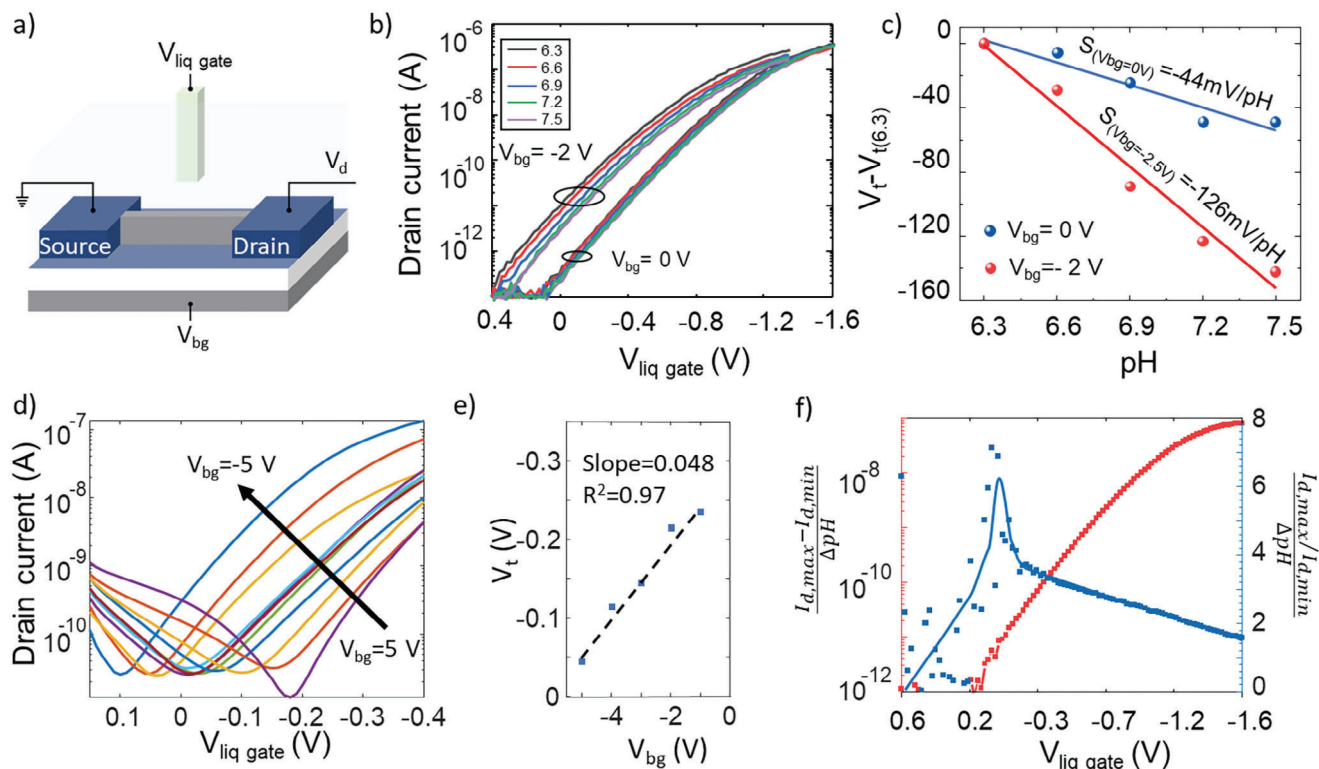 a)
V_liq gate
V_d
Source
Drain
V_bg
b)
Drain current (A)
10^-6
10^-8
10^-10
10^-12
6.3
6.6
6.9
7.2
7.5
V_bg= -2 V
V_bg= 0 V
0.4
0
-0.4
-0.8
-1.2
-1.6
V_liq gate (V)
c)
V_t-V_t(6.3)
0
-40
-80
-120
-160
S_(Vbg=0V) =-44mV/pH
S_(Vbg=-2.5V) =-126mV/pH
V_bg= 0 V
V_bg=- 2 V
6.3
6.6
6.9
7.2
7.5
pH
d)
Drain current (A)
10^-7
10^-8
10^-9
10^-10
V_bg=-5 V
V_bg=5 V
0.1
0
-0.1
-0.2
-0.3
-0.4
V_liq gate (V)
e)
V_t (V)
-0.3
-0.2
-0.1
0
Slope=0.048
R^2=0.97
-4
-2
0
V_bg (V)
f)
I_d,max-I_d,min
ΔpH
10^-8
10^-10
10^-12
8
6
4
2
0
I_d,max/I_d,min
ΔpH
0.6
0.2
-0.3
-0.7
-1.2
-1.6
V_liq gate (V)